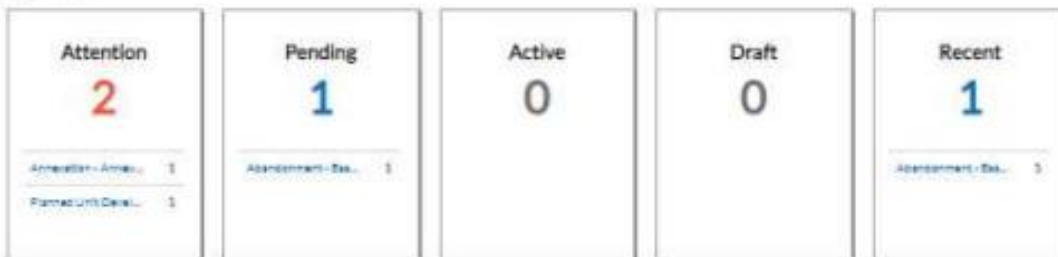 Attention
2
Annexation - Annex... 1
Planned Unit Devel... 1
Pending
1
Abandonment - Eas... 1
Active
0
Draft
0
Recent
1
Abandonment - Eas... 1